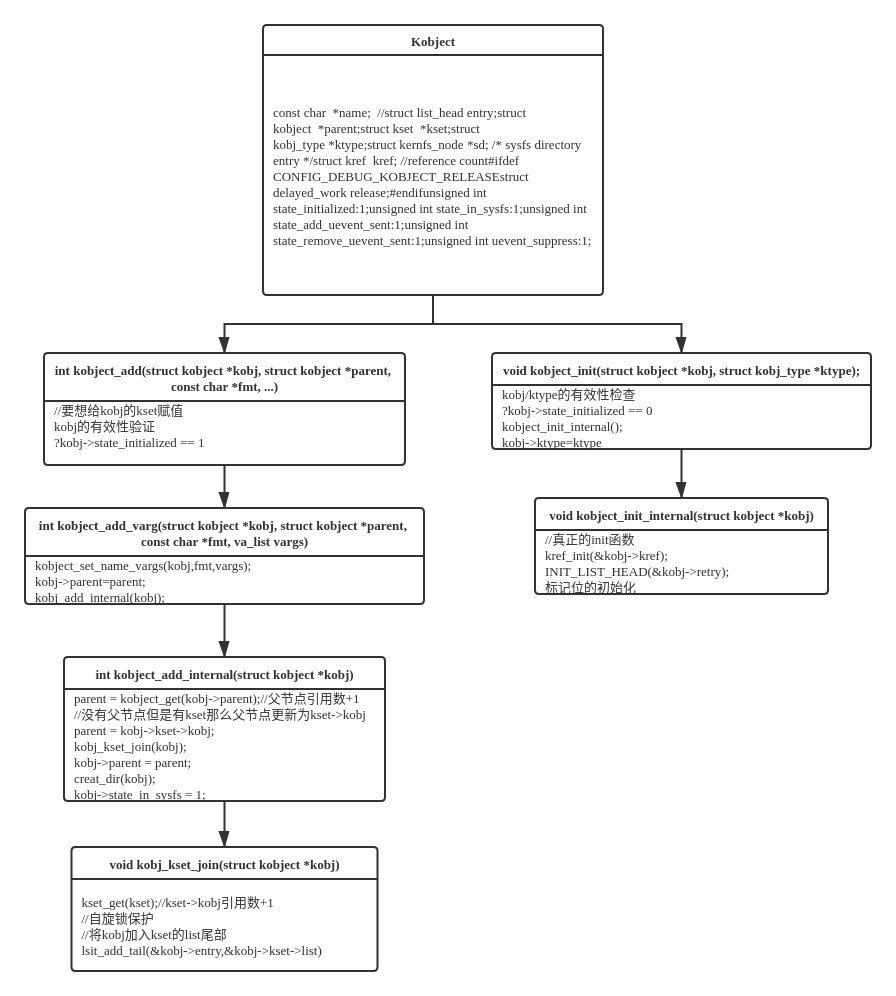 Kobject
const char  *name;  //struct list_head entry;struct
kobject  *parent;struct kset  *kset;struct
kobj_type *ktype;struct kernfs_node *sd; /* sysfs directory
entry */struct kref  kref; //reference count#ifdef
CONFIG_DEBUG_KOBJECT_RELEASEstruct
delayed_work release;#endifunsigned int
state_initialized:1;unsigned int state_in_sysfs:1;unsigned int
state_add_uevent_sent:1;unsigned int
state_remove_uevent_sent:1;unsigned int uevent_suppress:1;
int kobject_add(struct kobject *kobj, struct kobject *parent,
const char *fmt, ...)
//要想给kobj的kset赋值
kobj的有效性验证
?kobj->state_initialized == 1
void kobject_init(struct kobject *kobj, struct kobj_type *ktype);
kobj/ktype的有效性检查
?kobj->state_initialized == 0
kobject_init_internal();
kobj->ktype=ktype
int kobject_add_varg(struct kobject *kobj, struct kobject *parent,
const char *fmt, va_list vargs)
kobject_set_name_vargs(kobj,fmt,vargs);
kobj->parent=parent;
kobj_add_internal(kobj);
void kobject_init_internal(struct kobject *kobj)
//真正的init函数
kref_init(&kobj->kref);
INIT_LIST_HEAD(&kobj->retry);
标记位的初始化
int kobject_add_internal(struct kobject *kobj)
parent = kobject_get(kobj->parent);//父节点引用数+1
//没有父节点但是有kset那么父节点更新为kset->kobj
parent = kobj->kset->kobj;
kobj_kset_join(kobj);
kobj->parent = parent;
creat_dir(kobj);
kobj->state_in_sysfs = 1;
void kobj_kset_join(struct kobject *kobj)
kset_get(kset);//kset->kobj引用数+1
//自旋锁保护
//将kobj加入kset的list尾部
lsit_add_tail(&kobj->entry,&kobj->kset->list)